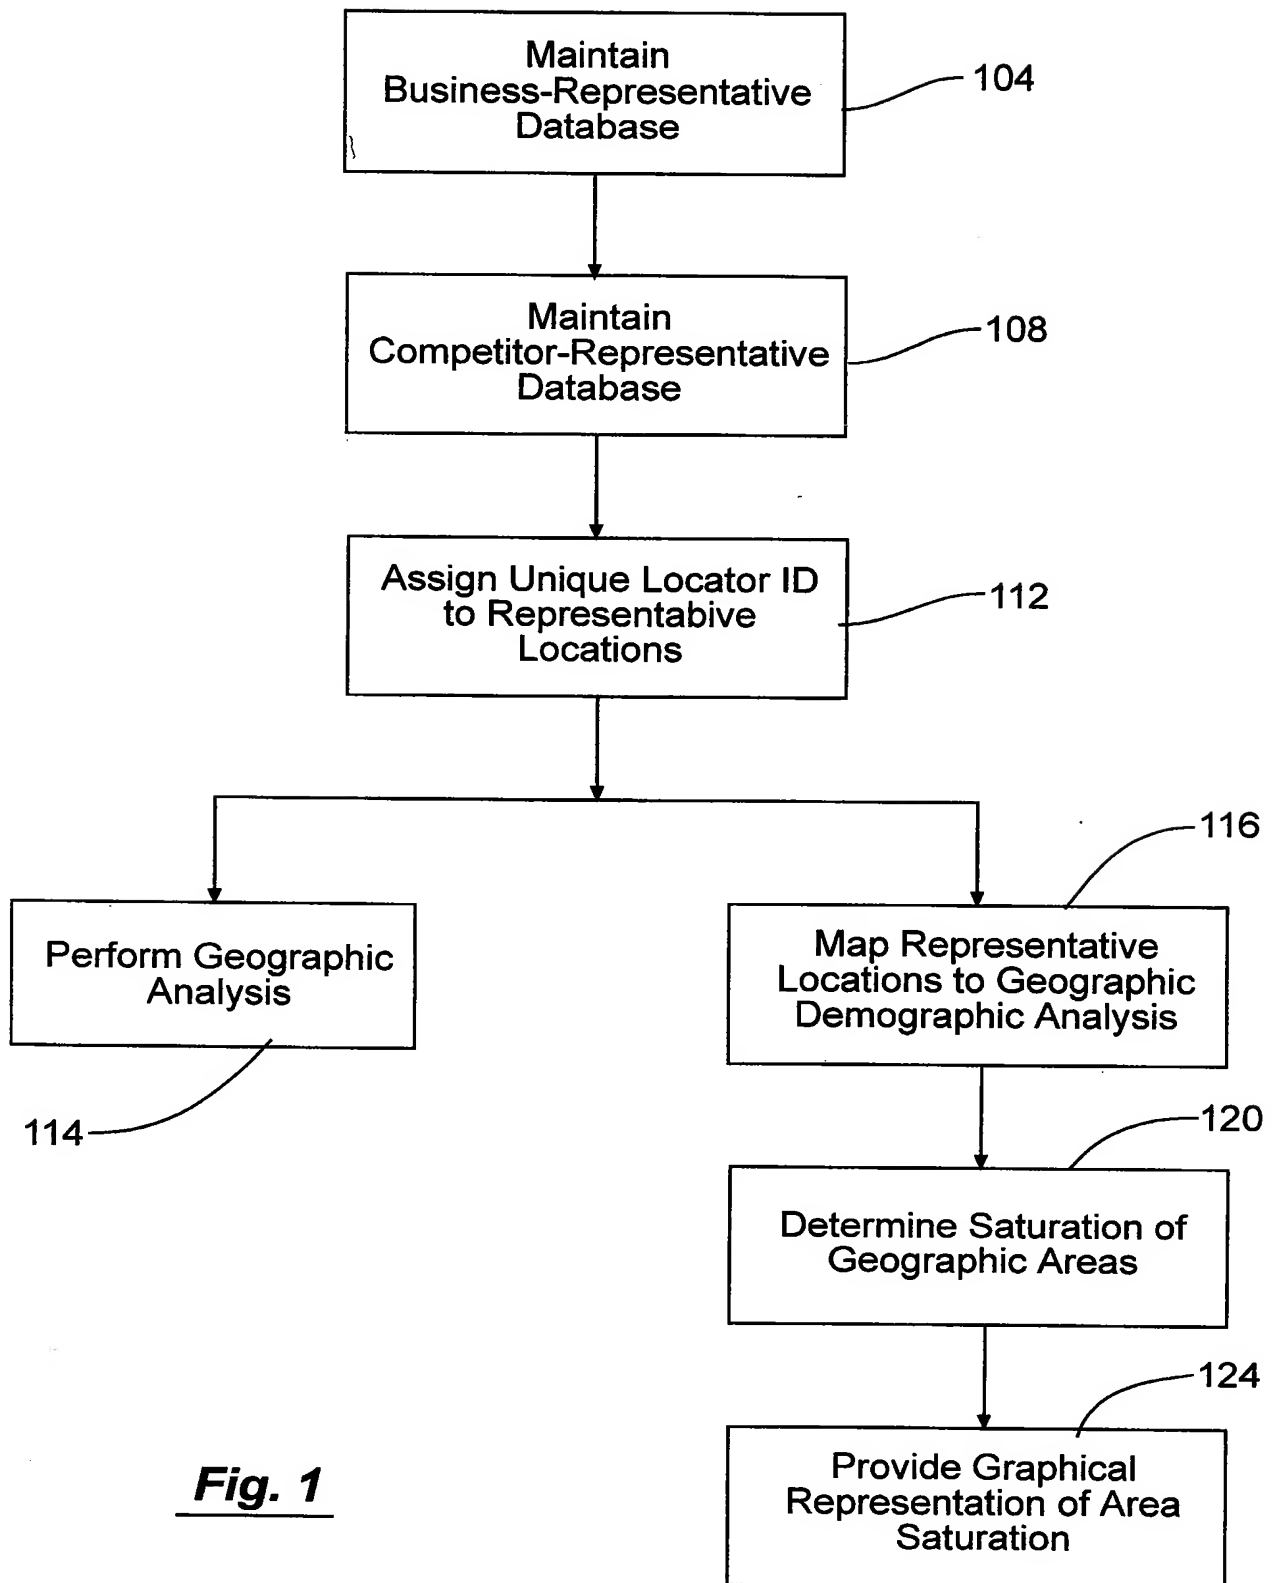 Maintain
Business-Representative
Database
104
Maintain
Competitor-Representative
Database
108
Assign Unique Locator ID
to Representabive
Locations
112
Perform Geographic
Analysis
114
116
Map Representative
Locations to Geographic
Demographic Analysis
120
Determine Saturation of
Geographic Areas
124
Provide Graphical
Representation of Area
Saturation
Fig. 1